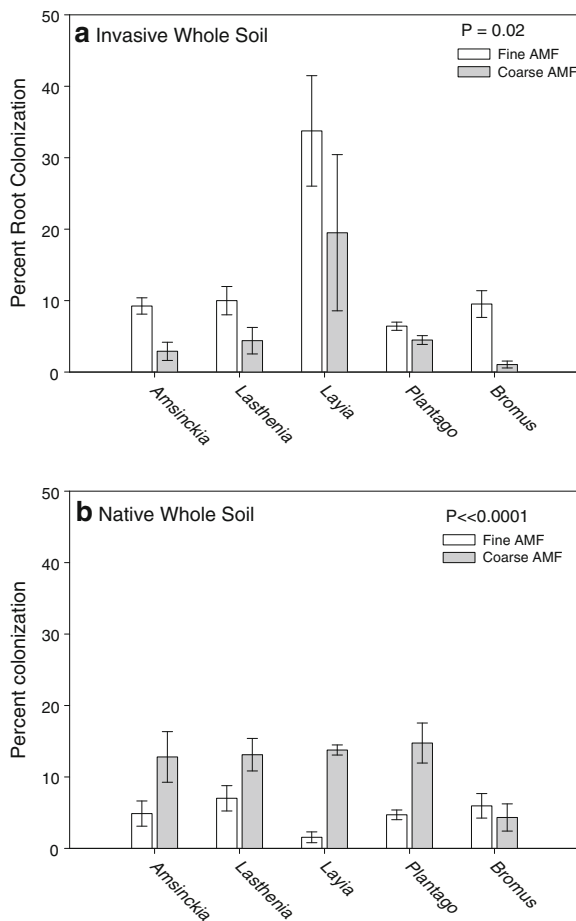 a Invasive Whole Soil
P = 0.02
Fine AMF
Coarse AMF
Percent Root Colonization
50
40
30
20
10
0
Amsinckia
Lasthenia
Layia
Plantago
Bromus
b Native Whole Soil
P<<0.0001
Fine AMF
Coarse AMF
Percent colonization
50
40
30
20
10
0
Amsinckia
Lasthenia
Layia
Plantago
Bromus